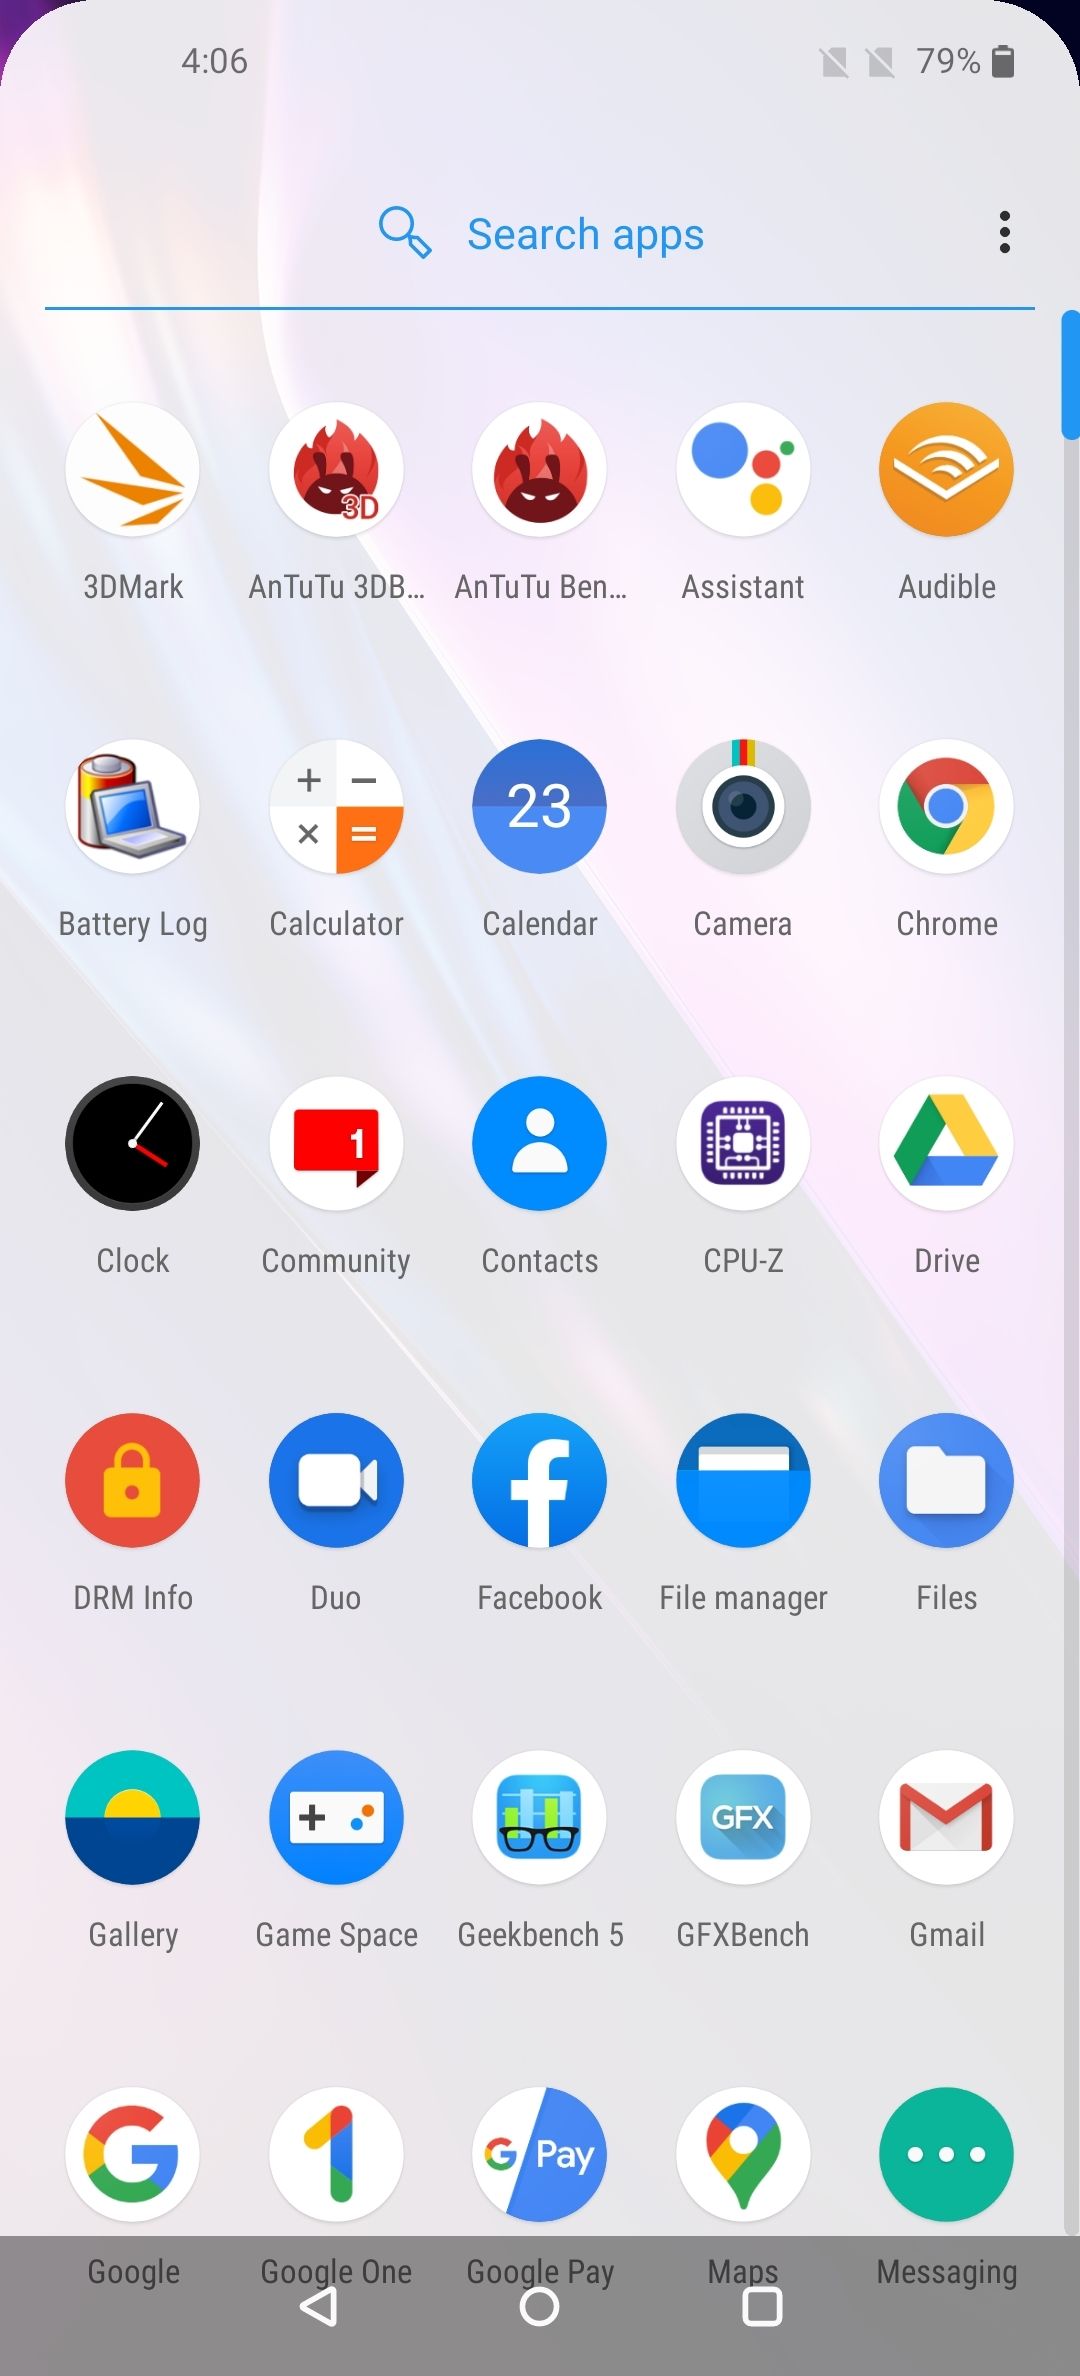 4:06 79%
Search apps
3D
3DMark AnTuTu 3DB... AnTuTu Ben... Assistant Audible
23
Battery Log Calculator Calendar Camera Chrome
1
Clock Community Contacts CPU-Z Drive
DRM Info Duo Facebook File manager Files
GFX
Gallery Game Space Geekbench 5 GFXBench Gmail
G Pay
Google Google One Google Pay Maps Messaging